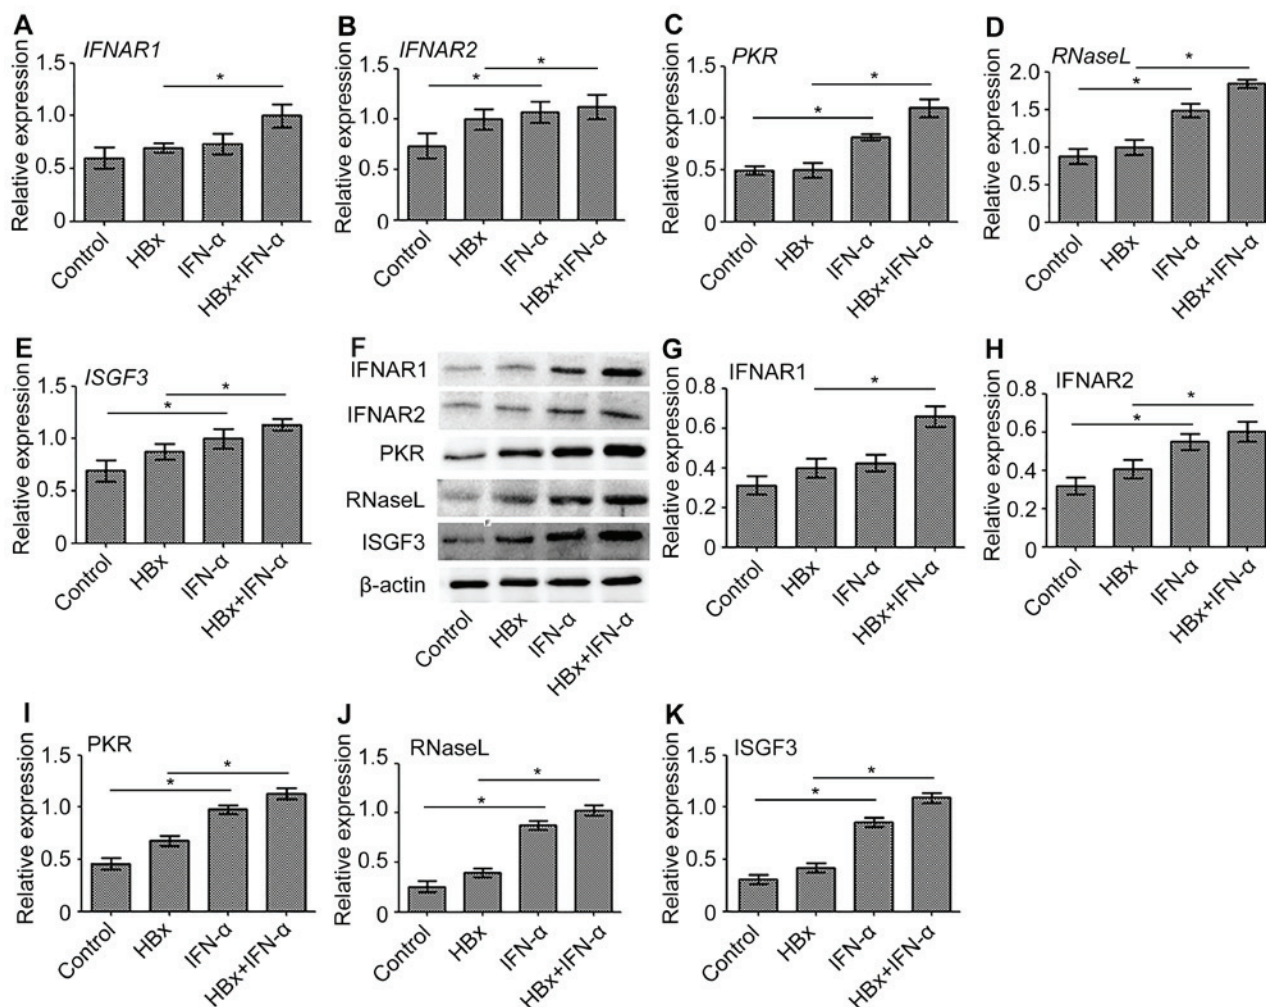 A
IFNAR1
Relative expression
1.5
1.0
0.5
0
*
Control
HBx
IFN-α
HBx+IFN-α
B
IFNAR2
Relative expression
1.5
1.0
0.5
0
*
*
Control
HBx
IFN-α
HBx+IFN-α
C
PKR
Relative expression
1.5
1.0
0.5
0
*
*
Control
HBx
IFN-α
HBx+IFN-α
D
RNaseL
Relative expression
2.0
1.5
1.0
0.5
0
*
*
Control
HBx
IFN-α
HBx+IFN-α
E
ISGF3
Relative expression
1.5
1.0
0.5
0
*
*
Control
HBx
IFN-α
HBx+IFN-α
F
IFNAR1
IFNAR2
PKR
RNaseL
ISGF3
β-actin
Control
HBx
IFN-α
HBx+IFN-α
G
IFNAR1
Relative expression
0.8
0.6
0.4
0.2
0
*
Control
HBx
IFN-α
HBx+IFN-α
H
IFNAR2
Relative expression
0.8
0.6
0.4
0.2
0
*
*
Control
HBx
IFN-α
HBx+IFN-α
I
PKR
Relative expression
1.5
1.0
0.5
0
*
*
Control
HBx
IFN-α
HBx+IFN-α
J
RNaseL
Relative expression
1.5
1.0
0.5
0
*
*
Control
HBx
IFN-α
HBx+IFN-α
K
ISGF3
Relative expression
1.5
1.0
0.5
0
*
*
Control
HBx
IFN-α
HBx+IFN-α